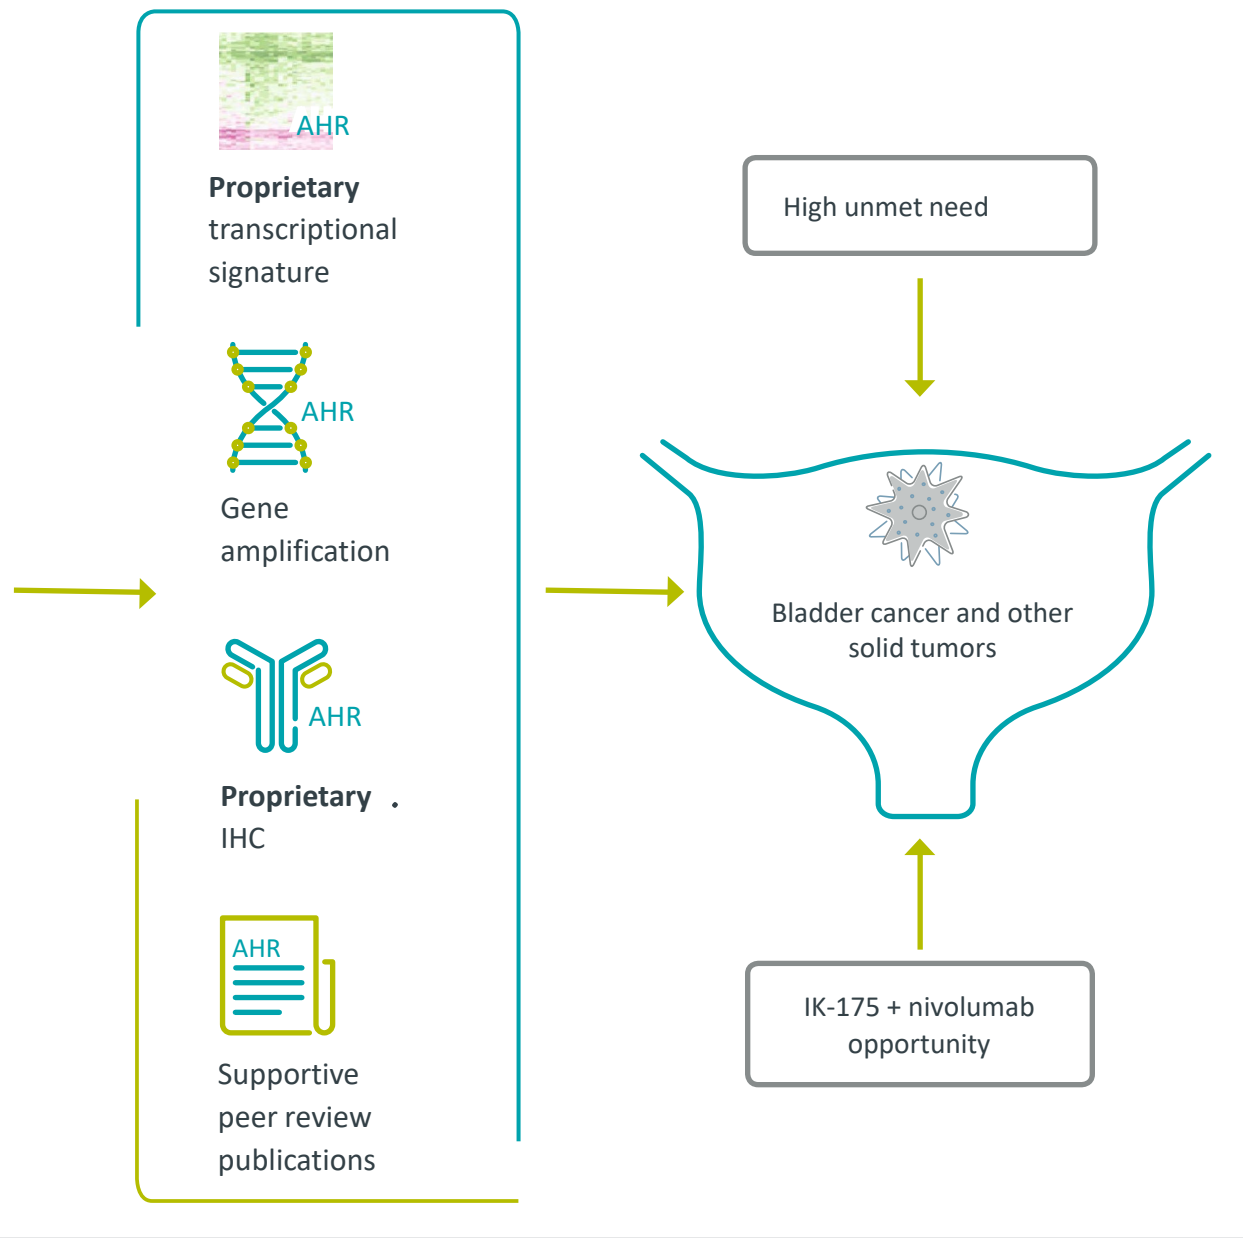 AHR
Proprietary
transcriptional
signature
AHR
Gene
amplification
AHR
Proprietary .
IHC
AHR
Supportive
peer review
publications
High unmet need
Bladder cancer and other
solid tumors
IK-175 + nivolumab
opportunity